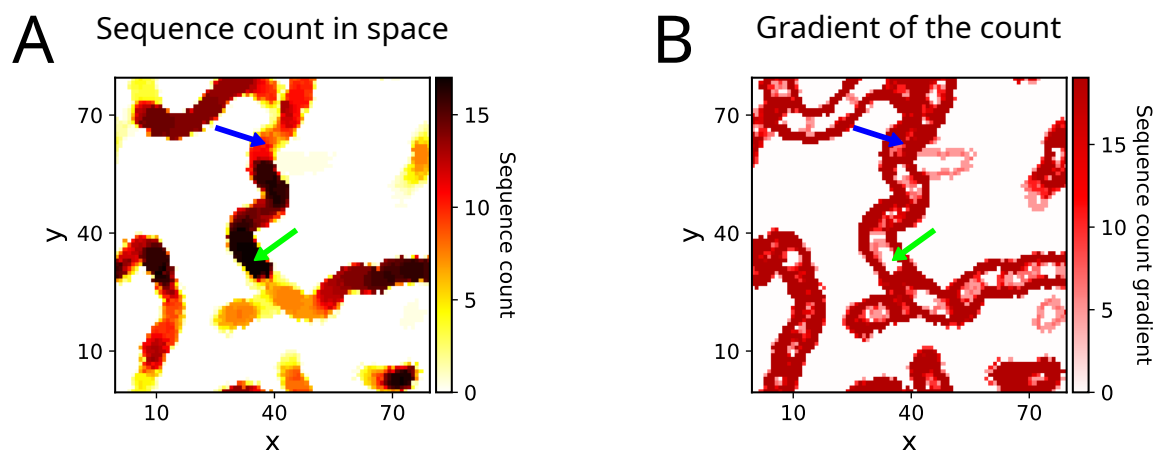 A
Sequence count in space
70
40
10
y
10
40
70
x
15
10
5
0
Sequence count
B
Gradient of the count
70
40
10
y
10
40
70
x
15
10
5
0
Sequence count gradient